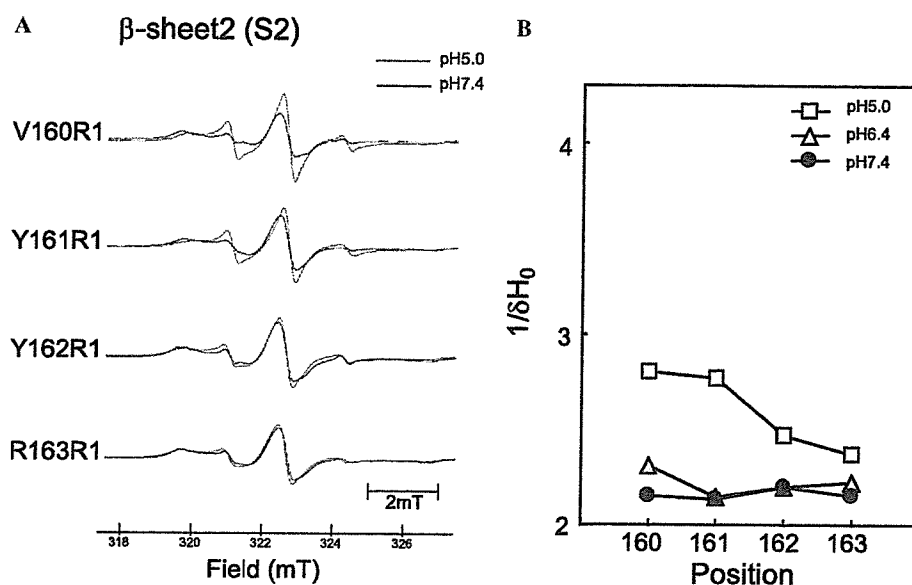 A
β-sheet2 (S2)
pH5.0
pH7.4
V160R1
Y161R1
Y162R1
R163R1
2mT
318 320 322 324 326
Field (mT)
B
pH5.0
pH6.4
pH7.4
4
3
2
1/δH₀
160 161 162 163
Position